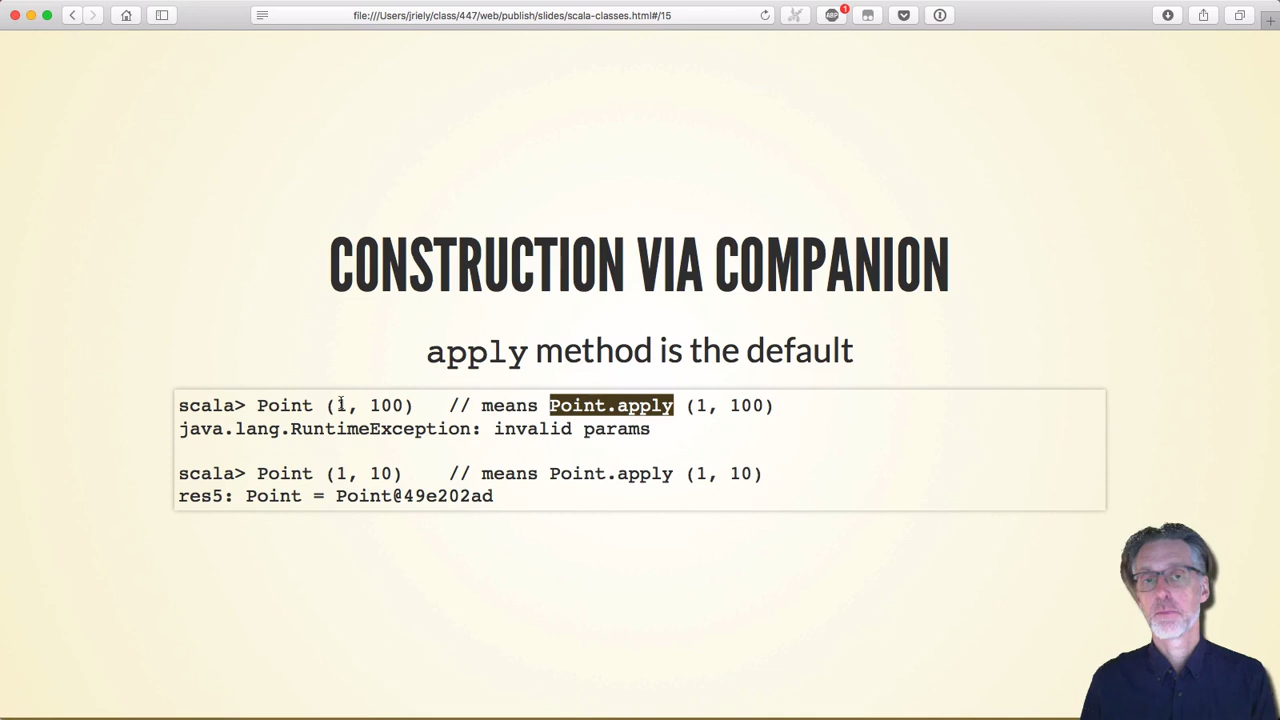 file:///Users/jriely/class/447/web/publish/slides/scala-classes.html#/15
ABP
1
CONSTRUCTION VIA COMPANION
apply method is the default
scala> Point (1, 100) // means Point.apply (1, 100)
java.lang.RuntimeException: invalid params
scala> Point (1, 10) // means Point.apply (1, 10)
res5: Point = Point@49e202ad